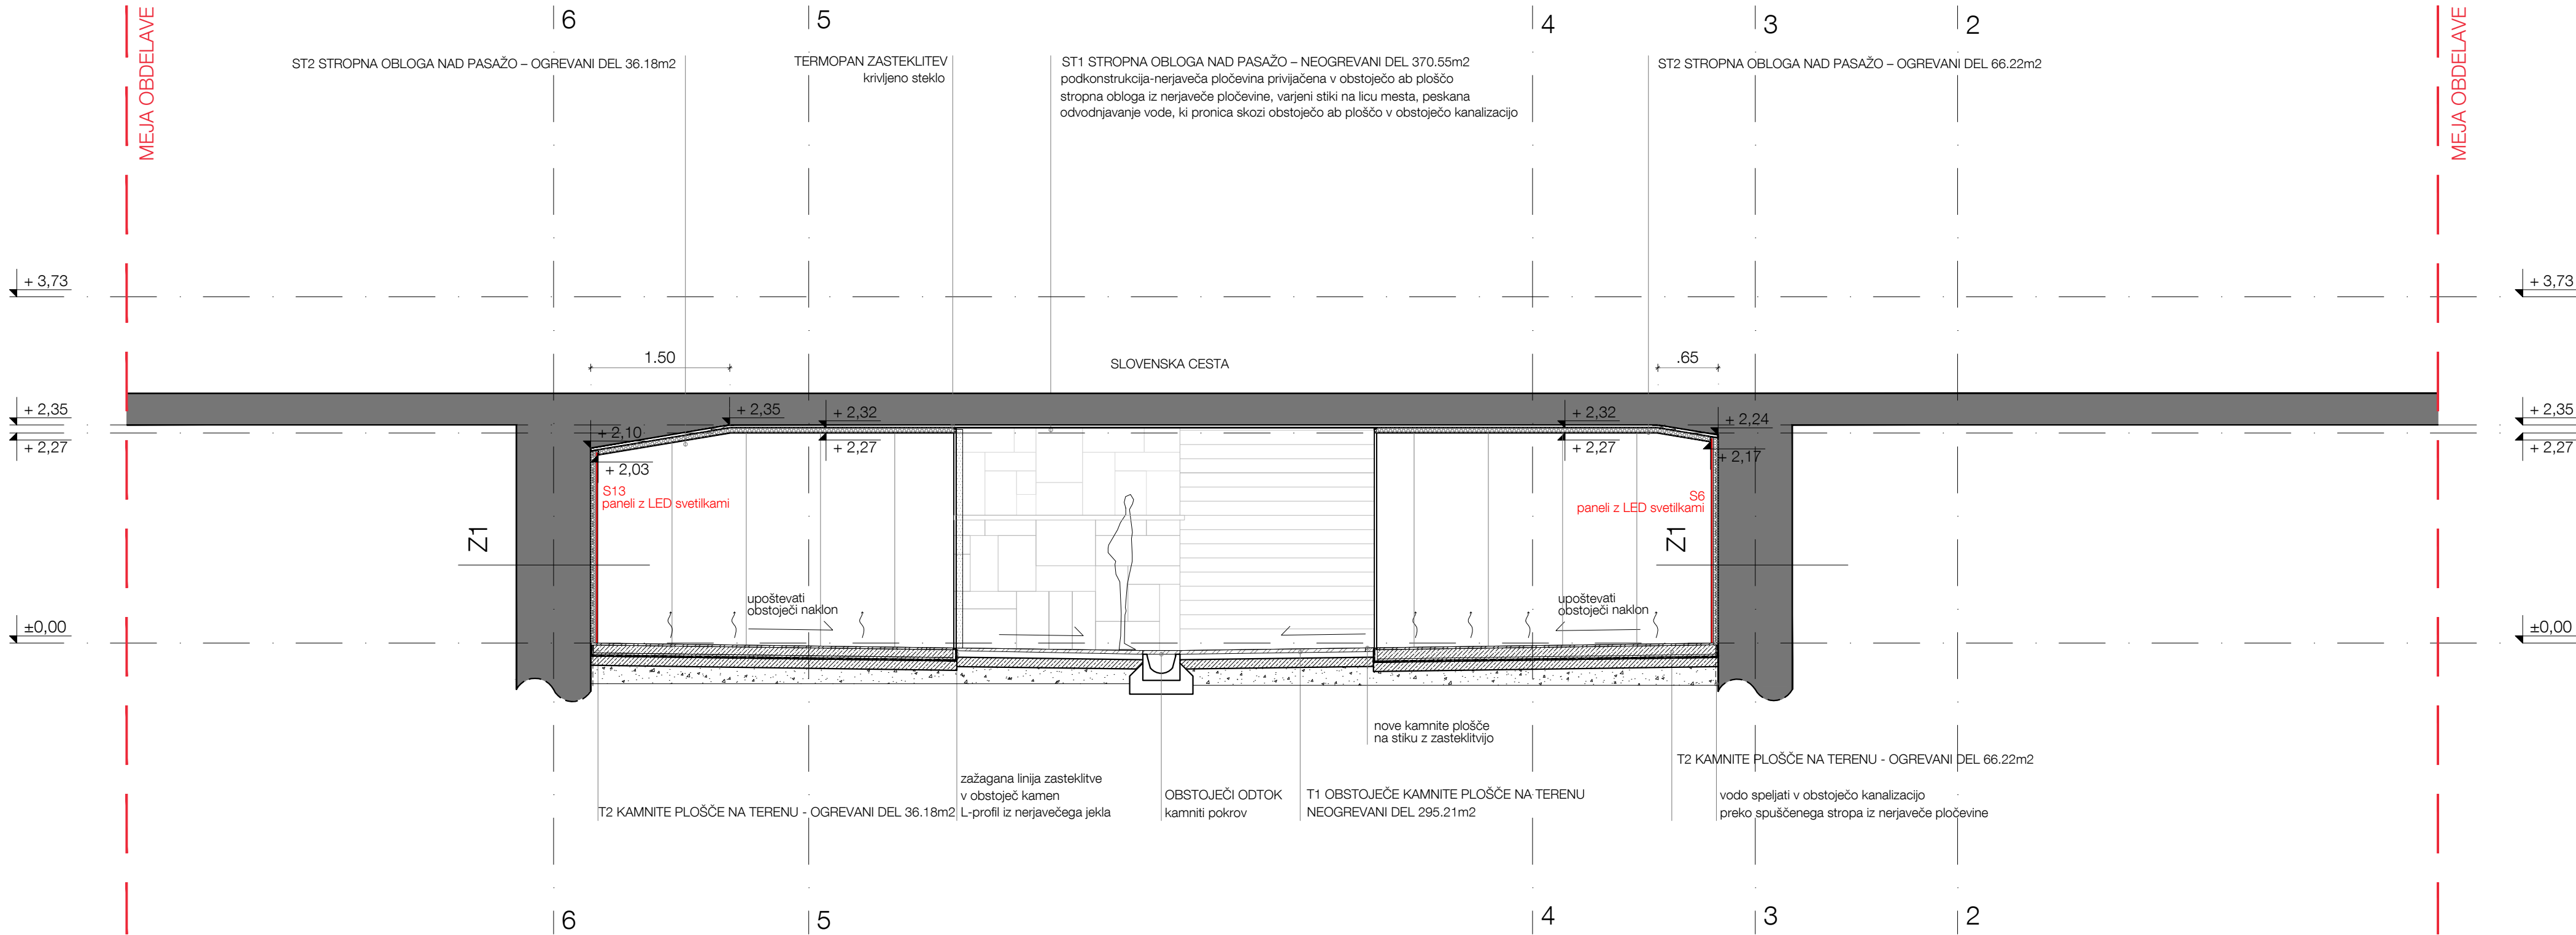 MEJA OBDELAVE
6
5
4
3
2
MEJA OBDELAVE
ST2 STROPNA OBLOGA NAD PASAŽO – OGREVANI DEL 36.18m2
TERMOPAN ZASTEKLITEV
krivljeno steklo
ST1 STROPNA OBLOGA NAD PASAŽO – NEOGREVANI DEL 370.55m2
podkonstrukcija-nerjaveča pločevina privijačena v obstoječo ab ploščo
stropna obloga iz nerjaveče pločevine, varjeni stiki na licu mesta, peskana
odvodnjavanje vode, ki pronica skozi obstoječo ab ploščo v obstoječo kanalizacijo
ST2 STROPNA OBLOGA NAD PASAŽO – OGREVANI DEL 66.22m2
+ 3,73
+ 3,73
1.50
SLOVENSKA CESTA
.65
+ 2,35
+ 2,27
+ 2,35
+ 2,32
+ 2,32
+ 2,24
+ 2,35
+ 2,27
+ 2,10
+ 2,03
+ 2,27
+ 2,27
+ 2,17
S13
paneli z LED svetilkami
S6
paneli z LED svetilkami
Z1
Z1
upoštevati
obstoječi naklon
upoštevati
obstoječi naklon
±0,00
±0,00
nove kamnite plošče
na stiku z zasteklitvijo
T2 KAMNITE PLOŠČE NA TERENU - OGREVANI DEL 66.22m2
T2 KAMNITE PLOŠČE NA TERENU - OGREVANI DEL 36.18m2
zažagana linija zasteklitve
v obstoječ kamen
L-profil iz nerjavečega jekla
OBSTOJEČI ODTOK
kamniti pokrov
T1 OBSTOJEČE KAMNITE PLOŠČE NA TERENU
NEOGREVANI DEL 295.21m2
vodo speljati v obstoječo kanalizacijo
preko spuščenega stropa iz nerjaveče pločevine
6
5
4
3
2